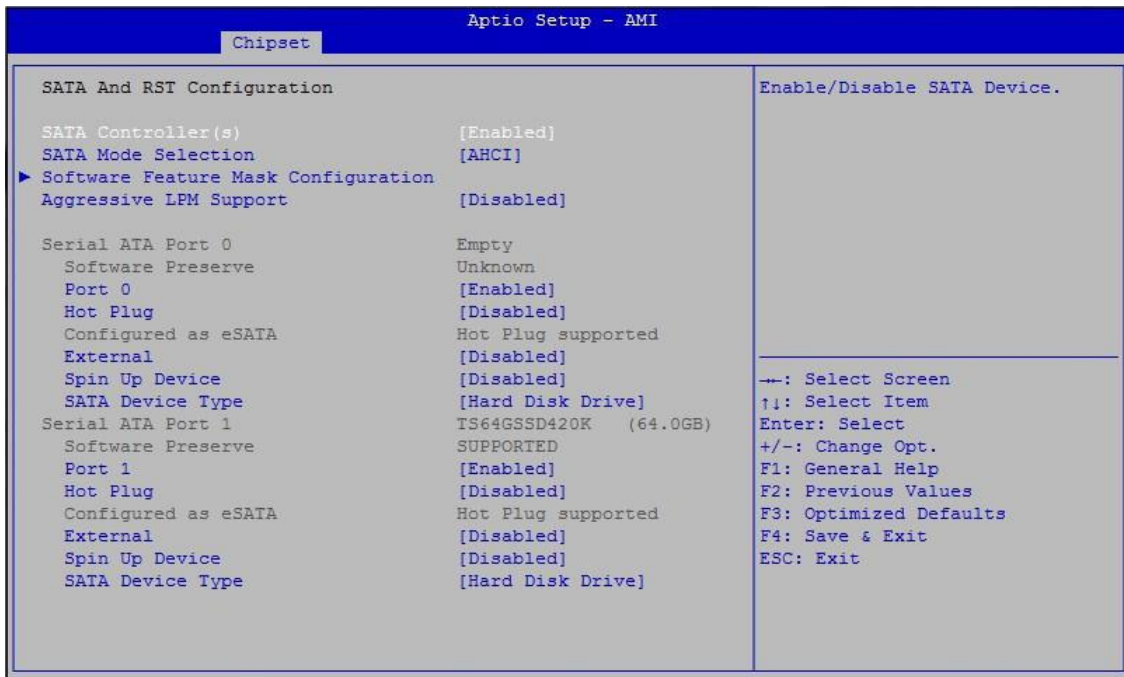 Aptio Setup - AMI
Chipset
SATA And RST Configuration
SATA Controller(s) [Enabled]
SATA Mode Selection [AHCI]
► Software Feature Mask Configuration
Aggressive LPM Support [Disabled]
Serial ATA Port 0 Empty
Software Preserve Unknown
Port 0 [Enabled]
Hot Plug [Disabled]
Configured as eSATA Hot Plug supported
External [Disabled]
Spin Up Device [Disabled]
SATA Device Type [Hard Disk Drive]
Serial ATA Port 1 TS64GSSD420K (64.0GB)
Software Preserve SUPPORTED
Port 1 [Enabled]
Hot Plug [Disabled]
Configured as eSATA Hot Plug supported
External [Disabled]
Spin Up Device [Disabled]
SATA Device Type [Hard Disk Drive]
Enable/Disable SATA Device.
→←: Select Screen
↑↓: Select Item
Enter: Select
+/-: Change Opt.
F1: General Help
F2: Previous Values
F3: Optimized Defaults
F4: Save & Exit
ESC: Exit